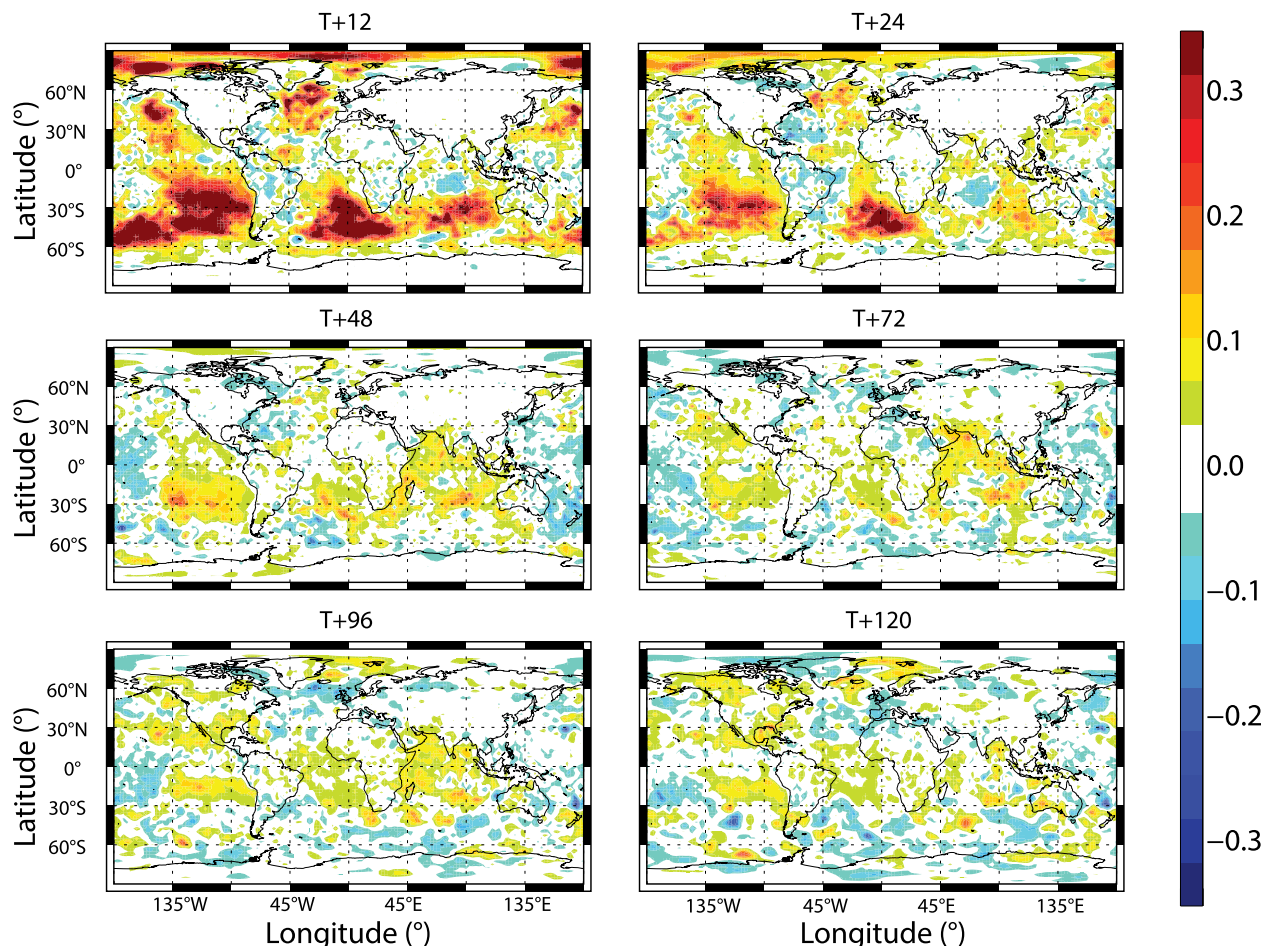 T+12
T+24
60°N
30°N
0°
30°S
60°S
Latitude (°)
T+48
T+72
60°N
30°N
0°
30°S
60°S
Latitude (°)
T+96
T+120
60°N
30°N
0°
30°S
60°S
Latitude (°)
135°W 45°W 45°E 135°E
135°W 45°W 45°E 135°E
Longitude (°)
Longitude (°)
0.3
0.2
0.1
0.0
−0.1
−0.2
−0.3